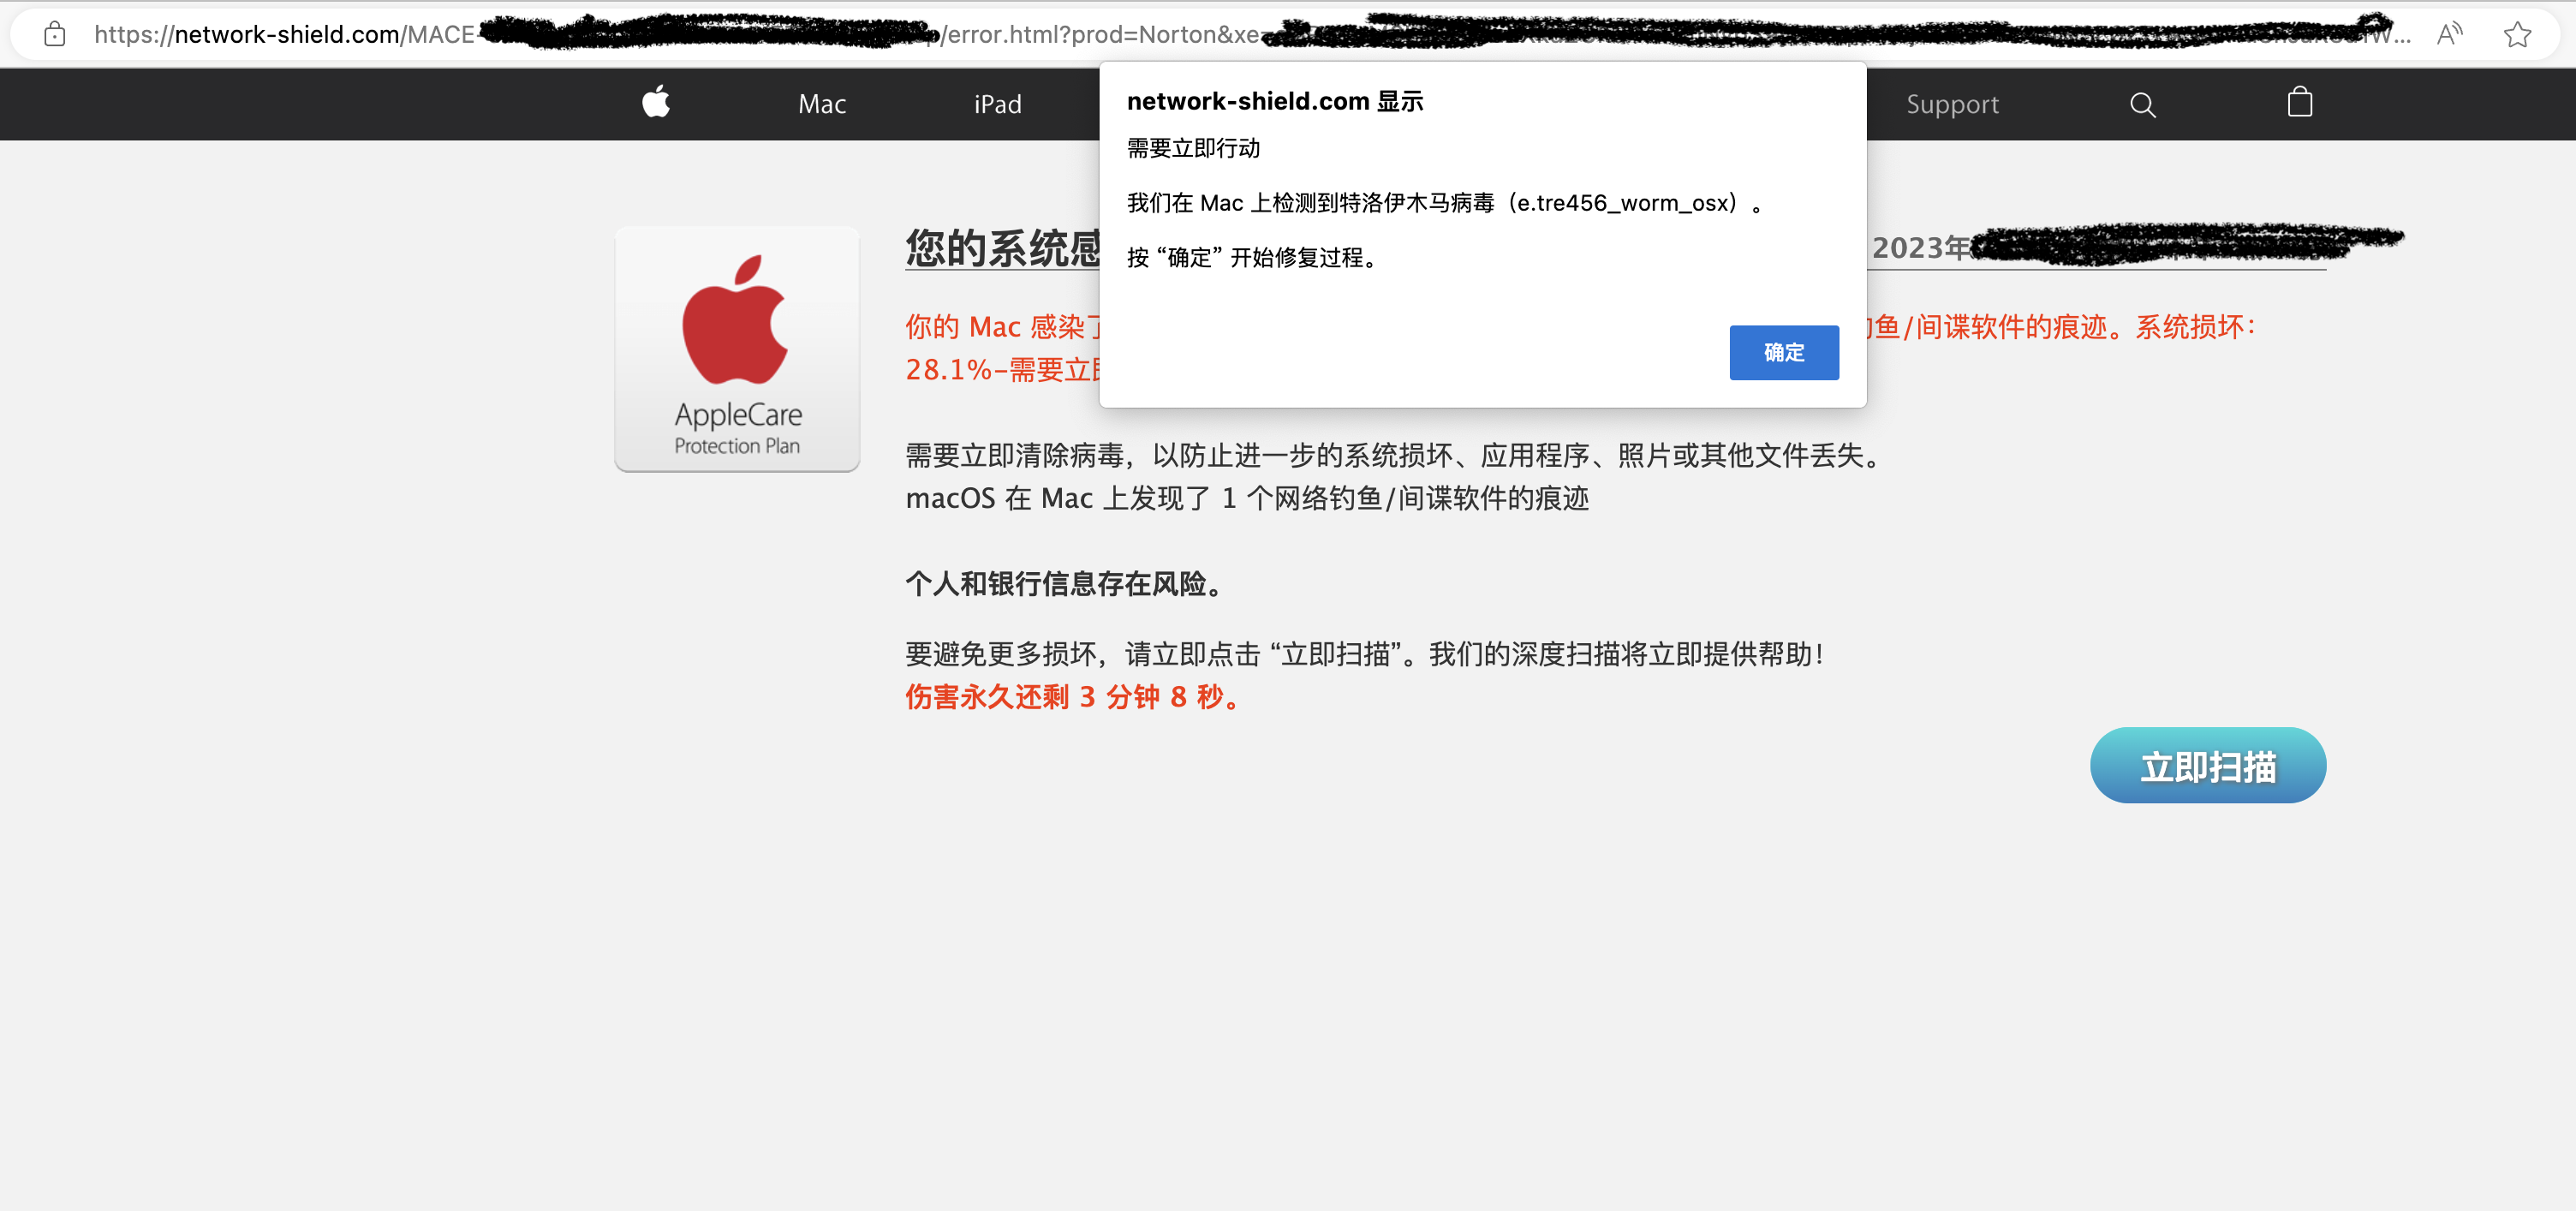 https://network-shield.com/MACE- /error.html?prod=Norton&xe=
Mac iPad Support
network-shield.com 显示
需要立即行动
我们在 Mac 上检测到特洛伊木马病毒（e.tre456_worm_osx）。
按 “确定” 开始修复过程。
确定
AppleCare
Protection Plan
您的系统感 2023年
你的 Mac 感染 鱼/间谍软件的痕迹。系统损坏：
28.1%-需要立
需要立即清除病毒，以防止进一步的系统损坏、应用程序、照片或其他文件丢失。
macOS 在 Mac 上发现了 1 个网络钓鱼/间谍软件的痕迹
个人和银行信息存在风险。
要避免更多损坏，请立即点击 “立即扫描”。我们的深度扫描将立即提供帮助！
伤害永久还剩 3 分钟 8 秒。
立即扫描